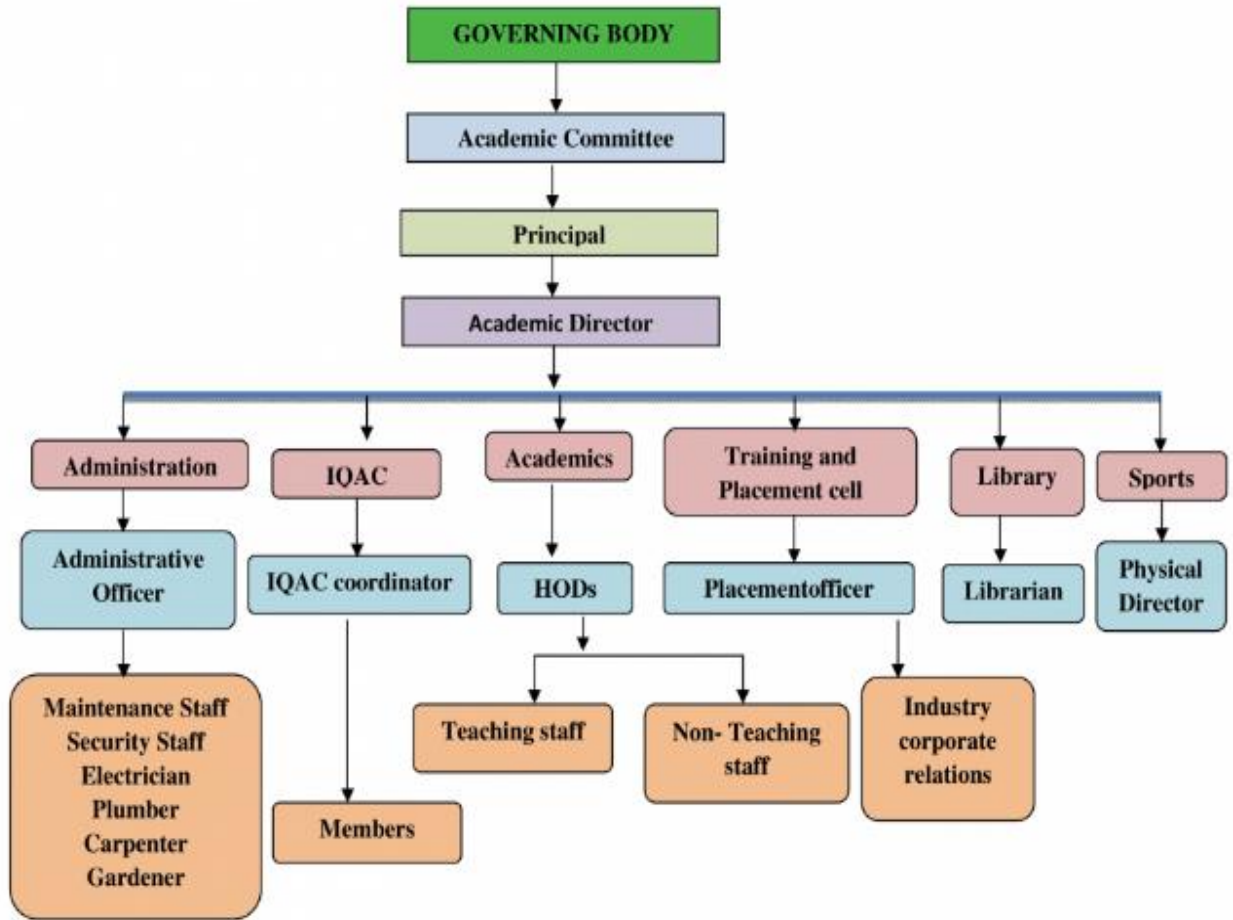 GOVERNING BODY
Academic Committee
Principal
Academic Director
Administration
IQAC
Academics
Training and
Placement cell
Library
Sports
Administrative
Officer
IQAC coordinator
HODs
Placementofficer
Librarian
Physical
Director
Maintenance Staff
Security Staff
Electrician
Plumber
Carpenter
Gardener
Members
Teaching staff
Non- Teaching
staff
Industry
corporate
relations